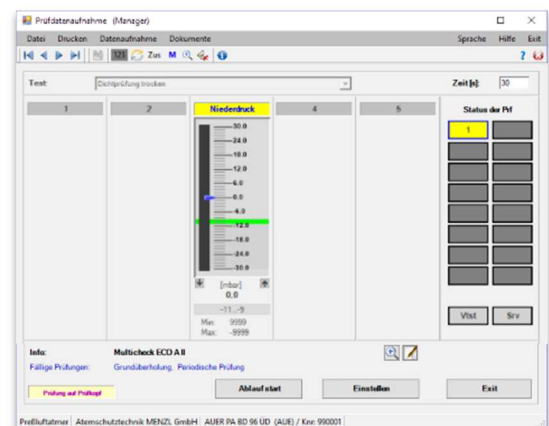 Prüfdatenaufnahme (Manager)
Datei Drucken Datenaufnahme Dokumente Sprache Hilfe Exit
123 Zus M
Test: Dichtprüfung trocken Zeit [s]: 30
1 2 Niederdruck 4 5 Status der Prf
1
30.0
24.0
18.0
12.0
6.0
0.0
-6.0
-12.0
-18.0
-24.0
-30.0
[mbar]
0,0
-11..-9
Min: 9999
Max: -9999
Vtst Srv
Info: Multicheck ECO A II
Fällige Prüfungen: Grundüberholung, Periodische Prüfung
Prüfung auf Prüfkopf Ablauf start Einstellen Exit
Preßluftatmer Atemschutztechnik MENZL GmbH AUER PA BD 96 ÜD (AUE) / Knr: 990001